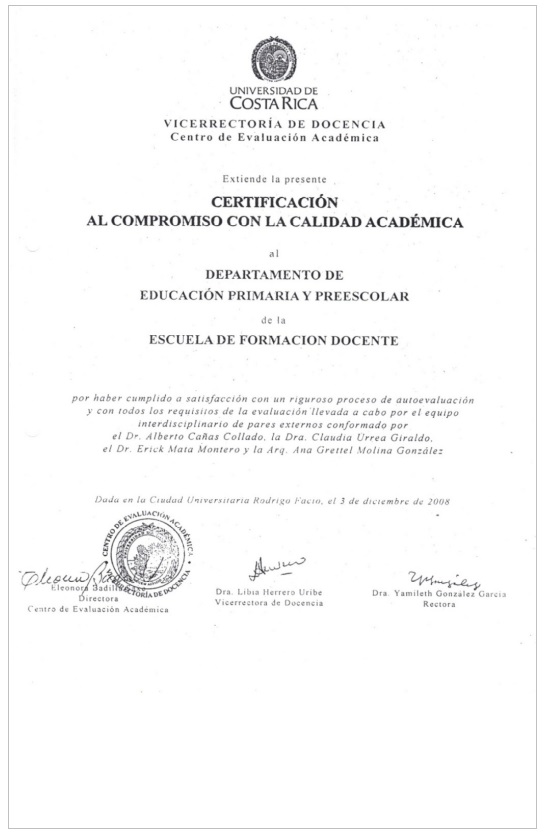 UNIVERSIDAD DE
COSTA RICA
VICERRECTORÍA DE DOCENCIA
Centro de Evaluación Académica
Extiende la presente
CERTIFICACIÓN
AL COMPROMISO CON LA CALIDAD ACADÉMICA
al
DEPARTAMENTO DE
EDUCACIÓN PRIMARIA Y PREESCOLAR
de la
ESCUELA DE FORMACION DOCENTE
por haber cumplido a satisfacción con un riguroso proceso de autoevaluación
y con todos los requisitos de la evaluación llevada a cabo por el equipo
interdisciplinario de pares externos conformado por
el Dr. Alberto Cañas Collado, la Dra. Claudia Urrea Giraldo,
el Dr. Erick Mata Montero y la Arq. Ana Grettel Molina González
Dada en la Ciudad Universitaria Rodrigo Facio, el 3 de diciembre de 2008
CENTRO DE EVALUACIÓN ACADÉMICA
VICERRECTORÍA DE DOCENCIA
Eleonora Badilla
Directora
Centro de Evaluación Académica
Dra. Libia Herrero Uribe
Vicerrectora de Docencia
Dra. Yamileth González García
Rectora